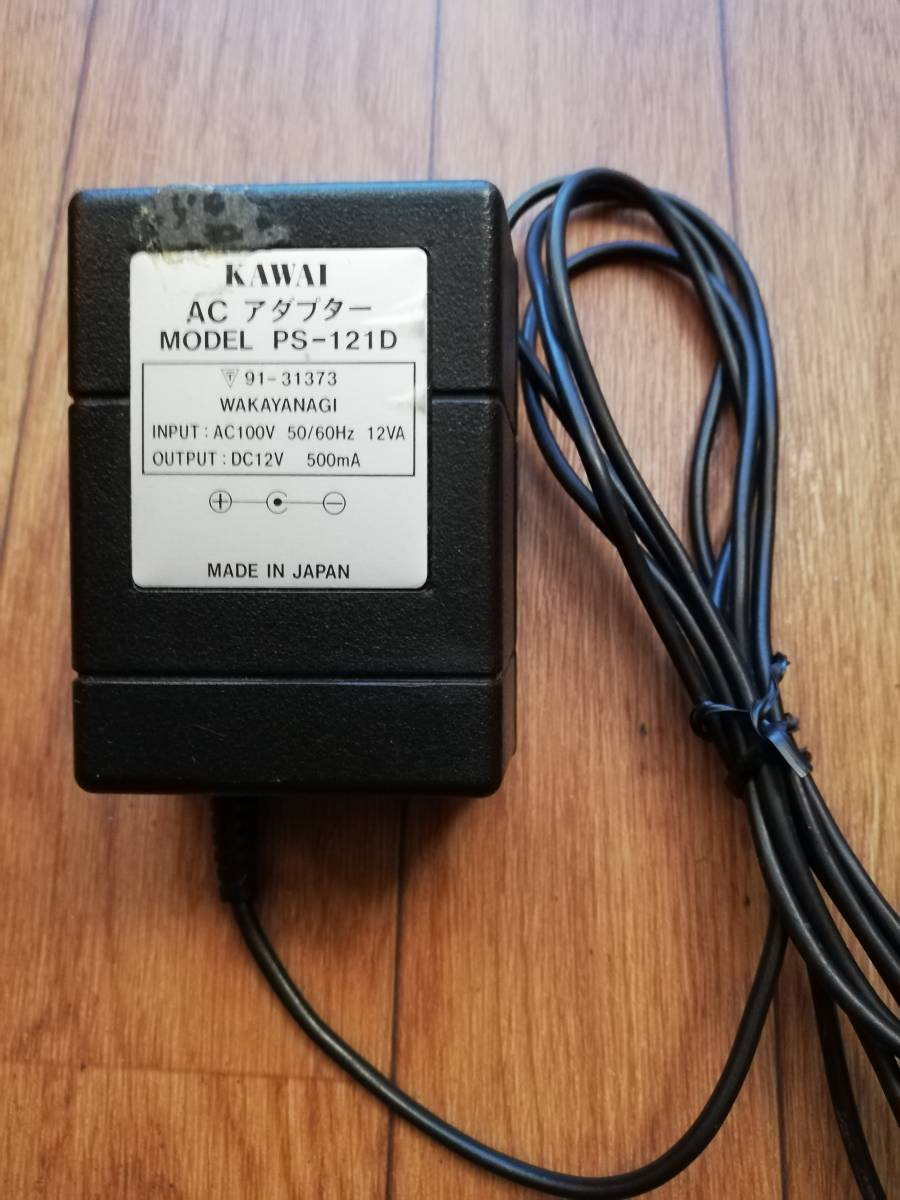 KAWAI
AC アダプター
MODEL PS-121D
T 91-31373
WAKAYANAGI
INPUT : AC100V 50/60Hz 12VA
OUTPUT : DC12V 500mA
+ −
MADE IN JAPAN